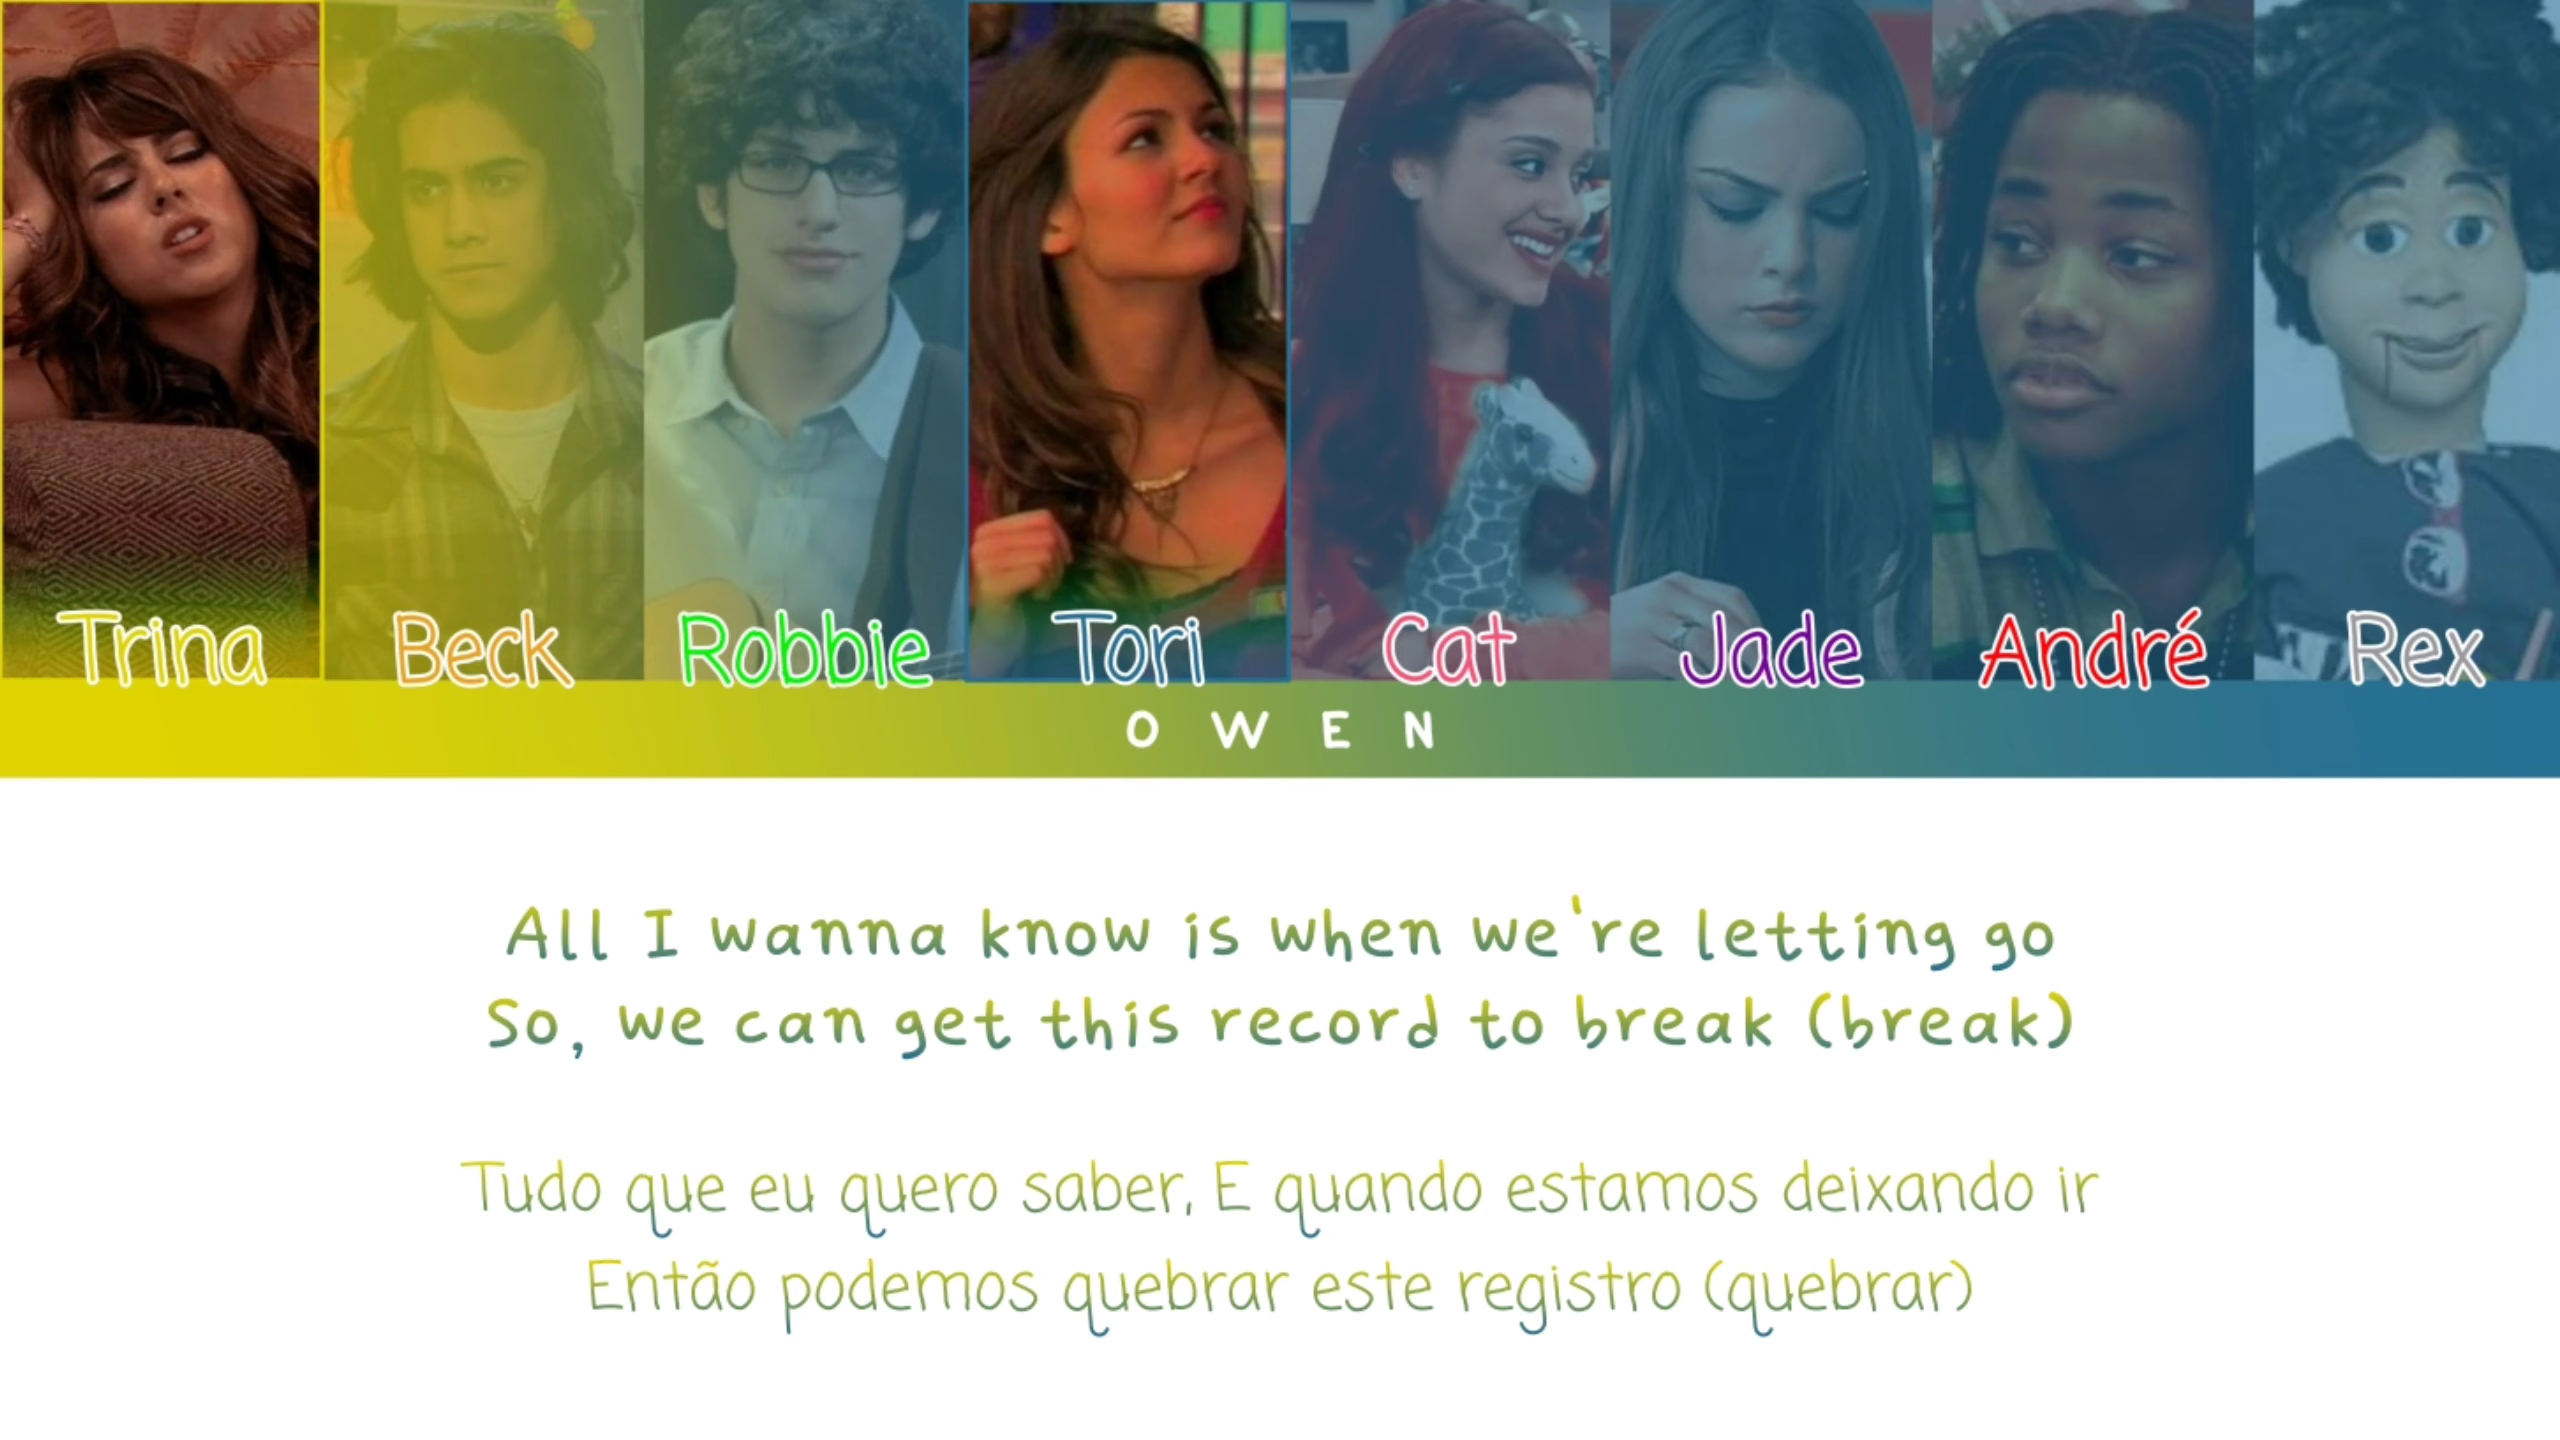 Trina Beck Robbie Tori Cat Jade André Rex
OWEN
All I wanna know is when we're letting go
So, we can get this record to break (break)
Tudo que eu quero saber, E quando estamos deixando ir
Então podemos quebrar este registro (quebrar)